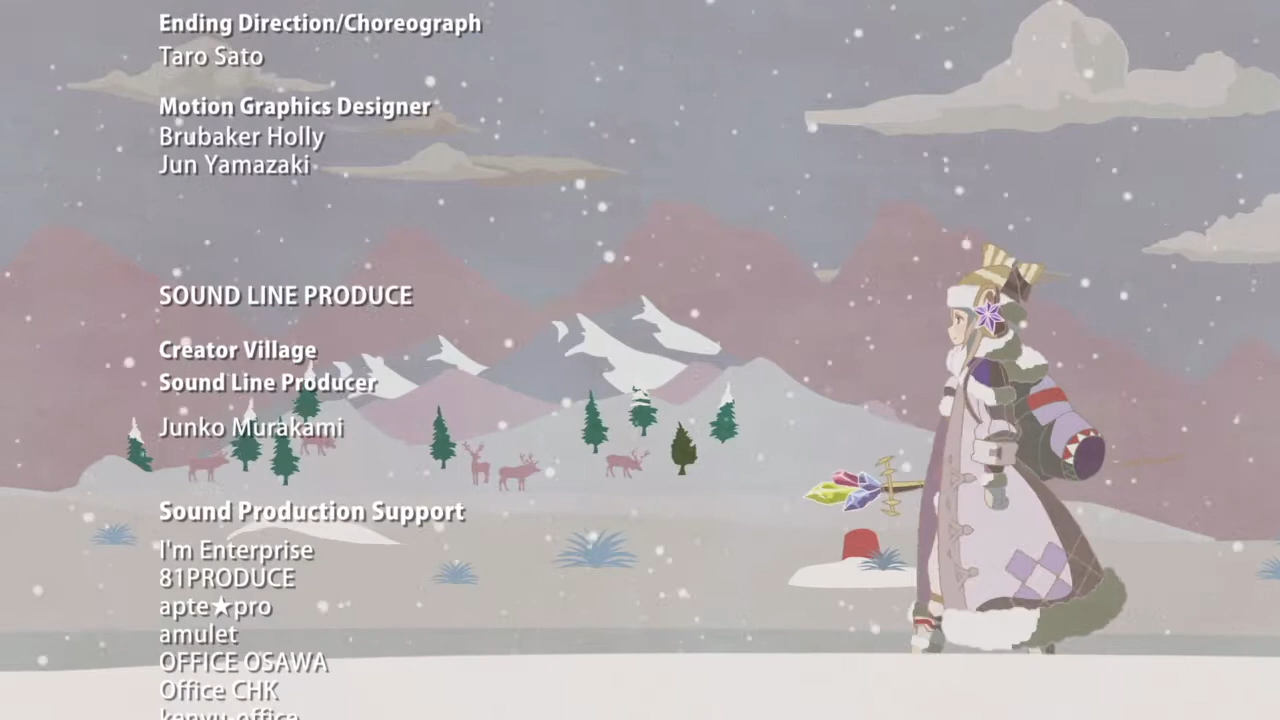 Ending Direction/Choreograph
Taro Sato
Motion Graphics Designer
Brubaker Holly
Jun Yamazaki
SOUND LINE PRODUCE
Creator Village
Sound Line Producer
Junko Murakami
Sound Production Support
I'm Enterprise
81PRODUCE
apte★pro
amulet
OFFICE OSAWA
Office CHK